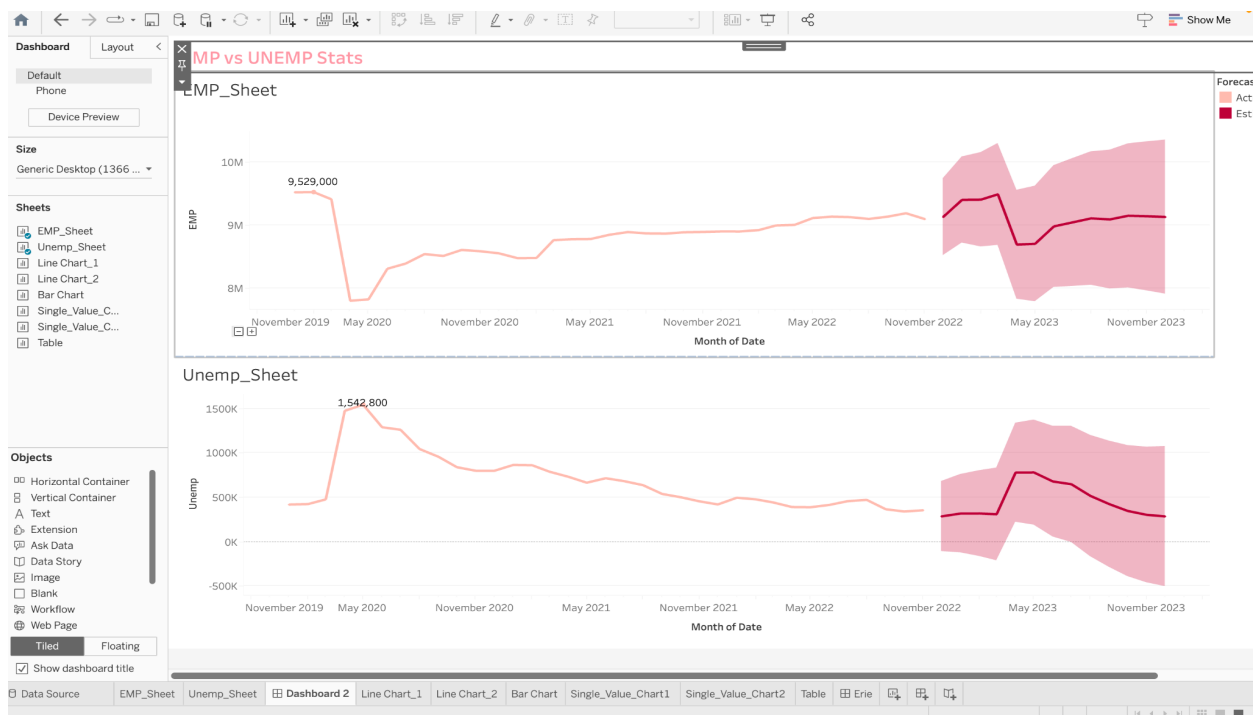 Show Me
Dashboard
Layout
Default
Phone
Device Preview
Size
Generic Desktop (1366 ...
Sheets
EMP_Sheet
Unemp_Sheet
Line Chart_1
Line Chart_2
Bar Chart
Single_Value_C...
Single_Value_C...
Table
Objects
Horizontal Container
Vertical Container
Text
Extension
Ask Data
Data Story
Image
Blank
Workflow
Web Page
Tiled
Floating
Show dashboard title
MP vs UNEMP Stats
EMP_Sheet
10M
9M
8M
EMP
9,529,000
November 2019
May 2020
November 2020
May 2021
November 2021
May 2022
November 2022
May 2023
November 2023
Month of Date
Forecas
Act
Est
Unemp_Sheet
1500K
1000K
500K
0K
-500K
Unemp
1,542,800
November 2019
May 2020
November 2020
May 2021
November 2021
May 2022
November 2022
May 2023
November 2023
Month of Date
Data Source
EMP_Sheet
Unemp_Sheet
Dashboard 2
Line Chart_1
Line Chart_2
Bar Chart
Single_Value_Chart1
Single_Value_Chart2
Table
Erie